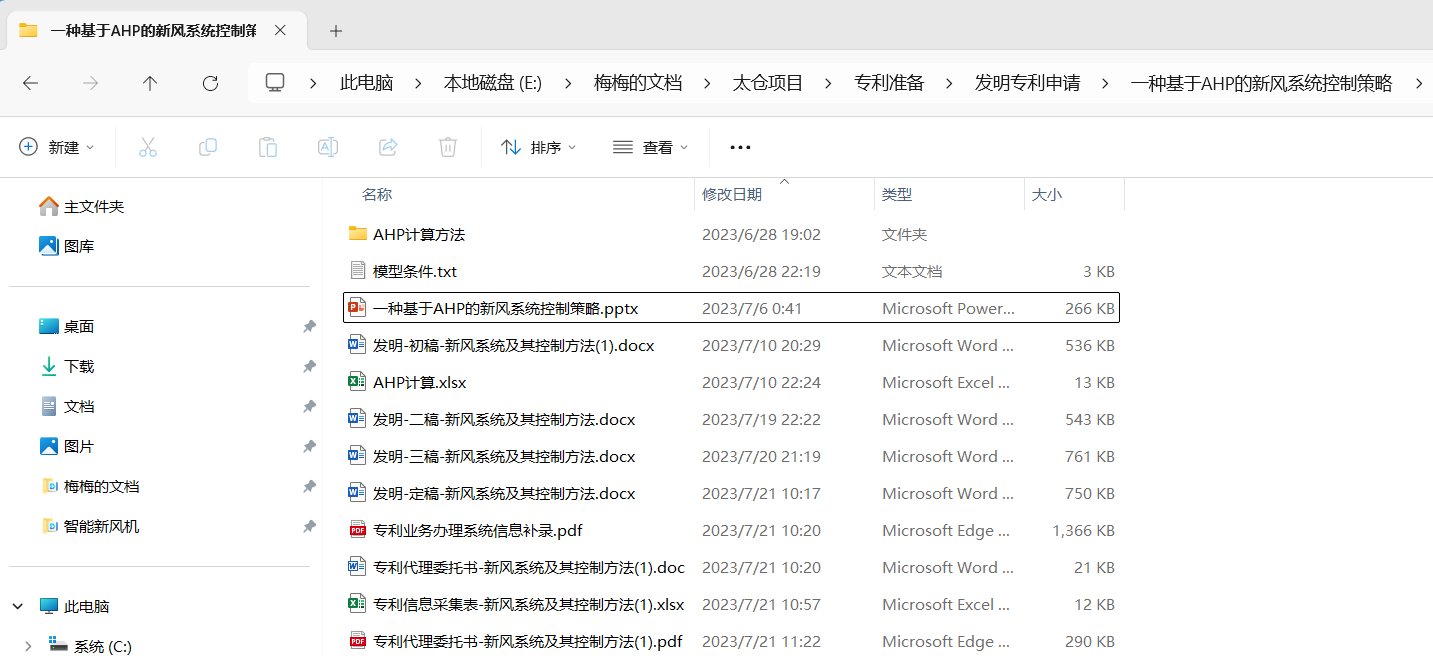 一种基于AHP的新风系统控制策
此电脑 本地磁盘 (E:) 梅梅的文档 太仓项目 专利准备 发明专利申请 一种基于AHP的新风系统控制策略
新建 排序 查看
主文件夹
图库
桌面
下载
文档
图片
梅梅的文档
智能新风机
此电脑
系统 (C:)
名称 修改日期 类型 大小
AHP计算方法 2023/6/28 19:02 文件夹
模型条件.txt 2023/6/28 22:19 文本文档 3 KB
一种基于AHP的新风系统控制策略.pptx 2023/7/6 0:41 Microsoft Power... 266 KB
发明-初稿-新风系统及其控制方法(1).docx 2023/7/10 20:29 Microsoft Word ... 536 KB
AHP计算.xlsx 2023/7/10 22:24 Microsoft Excel ... 13 KB
发明-二稿-新风系统及其控制方法.docx 2023/7/19 22:22 Microsoft Word ... 543 KB
发明-三稿-新风系统及其控制方法.docx 2023/7/20 21:19 Microsoft Word ... 761 KB
发明-定稿-新风系统及其控制方法.docx 2023/7/21 10:17 Microsoft Word ... 750 KB
专利业务办理系统信息补录.pdf 2023/7/21 10:20 Microsoft Edge ... 1,366 KB
专利代理委托书-新风系统及其控制方法(1).doc 2023/7/21 10:20 Microsoft Word ... 21 KB
专利信息采集表-新风系统及其控制方法(1).xlsx 2023/7/21 10:57 Microsoft Excel ... 12 KB
专利代理委托书-新风系统及其控制方法(1).pdf 2023/7/21 11:22 Microsoft Edge ... 290 KB